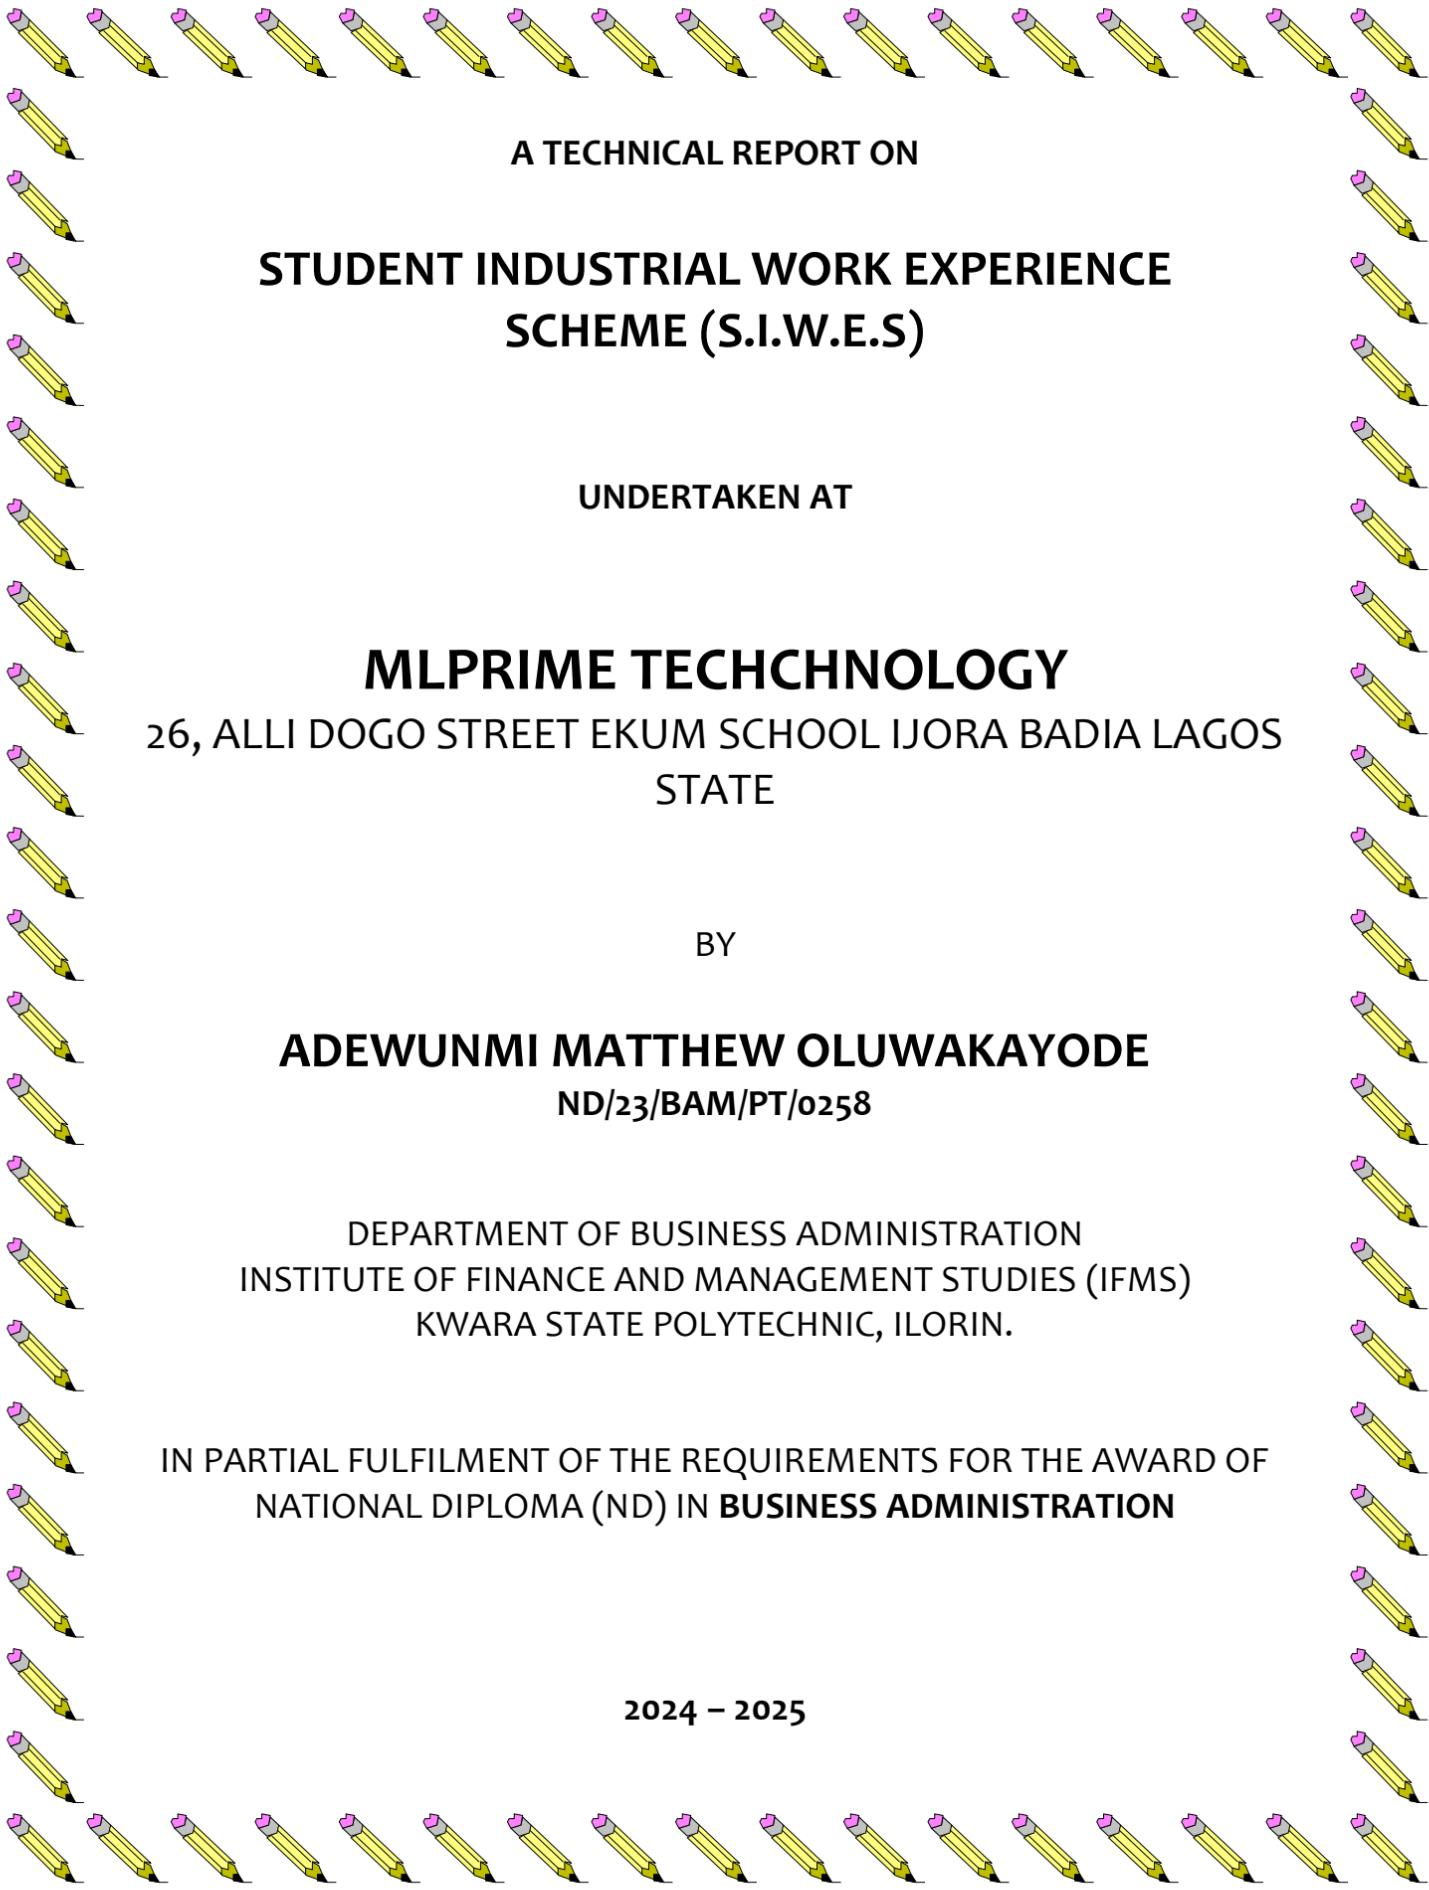 A TECHNICAL REPORT ON
STUDENT INDUSTRIAL WORK EXPERIENCE
SCHEME (S.I.W.E.S)
UNDERTAKEN AT
MLPRIME TECHCHNOLOGY
26, ALLI DOGO STREET EKUM SCHOOL IJORA BADIA LAGOS
STATE
BY
ADEWUNMI MATTHEW OLUWAKAYODE
ND/23/BAM/PT/0258
DEPARTMENT OF BUSINESS ADMINISTRATION
INSTITUTE OF FINANCE AND MANAGEMENT STUDIES (IFMS)
KWARA STATE POLYTECHNIC, ILORIN.
IN PARTIAL FULFILMENT OF THE REQUIREMENTS FOR THE AWARD OF
NATIONAL DIPLOMA (ND) IN BUSINESS ADMINISTRATION
2024 – 2025